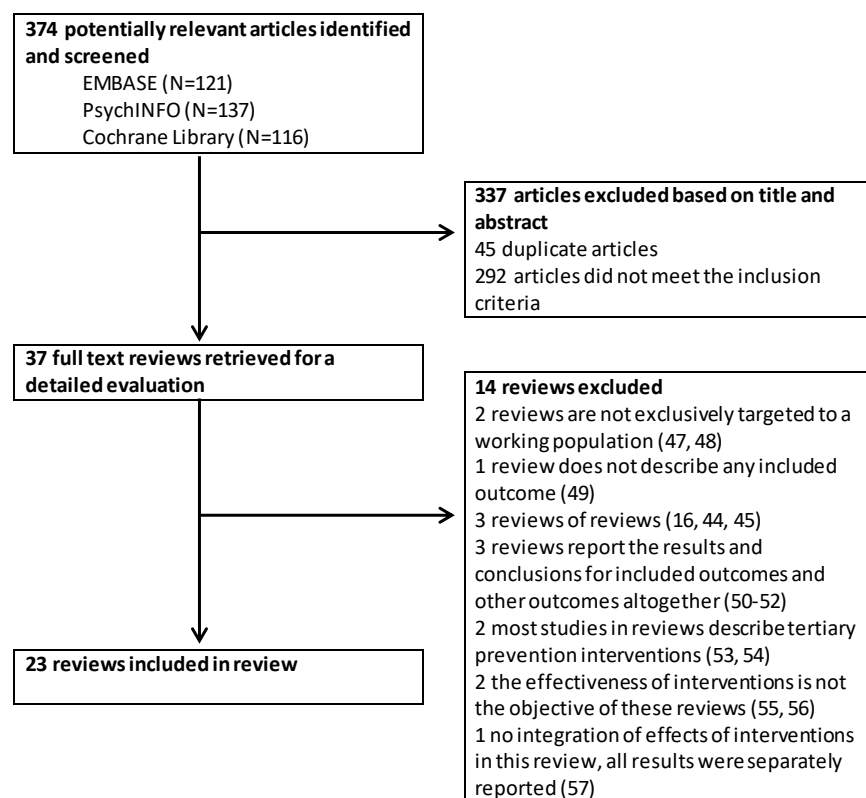 374 potentially relevant articles identified
and screened
EMBASE (N=121)
PsychINFO (N=137)
Cochrane Library (N=116)
337 articles excluded based on title and
abstract
45 duplicate articles
292 articles did not meet the inclusion
criteria
37 full text reviews retrieved for a
detailed evaluation
14 reviews excluded
2 reviews are not exclusively targeted to a
working population (47, 48)
1 review does not describe any included
outcome (49)
3 reviews of reviews (16, 44, 45)
3 reviews report the results and
conclusions for included outcomes and
other outcomes altogether (50-52)
2 most studies in reviews describe tertiary
prevention interventions (53, 54)
2 the effectiveness of interventions is not
the objective of these reviews (55, 56)
1 no integration of effects of interventions
in this review, all results were separately
reported (57)
23 reviews included in review